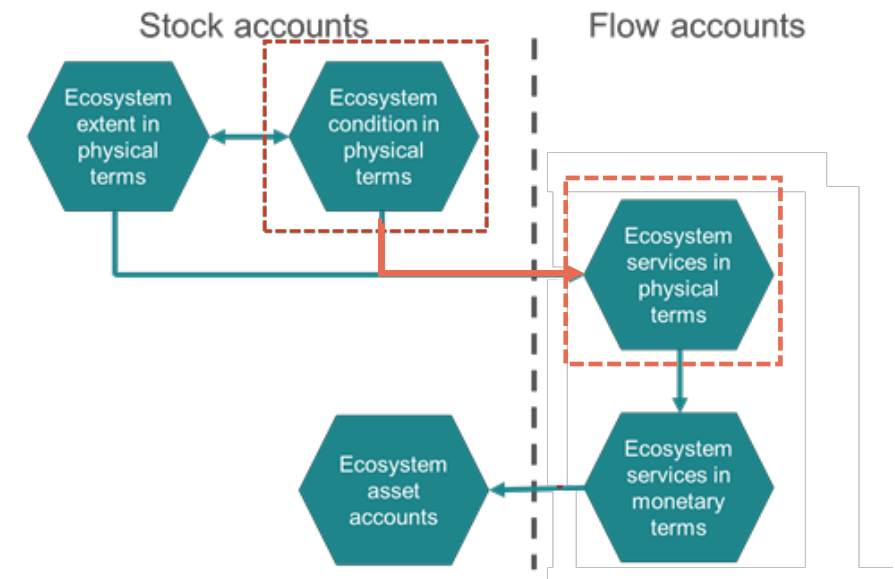 Stock accounts
Flow accounts
Ecosystem
extent in
physical
terms
Ecosystem
condition in
physical
terms
Ecosystem
services in
physical
terms
Ecosystem
asset
accounts
Ecosystem
services in
monetary
terms